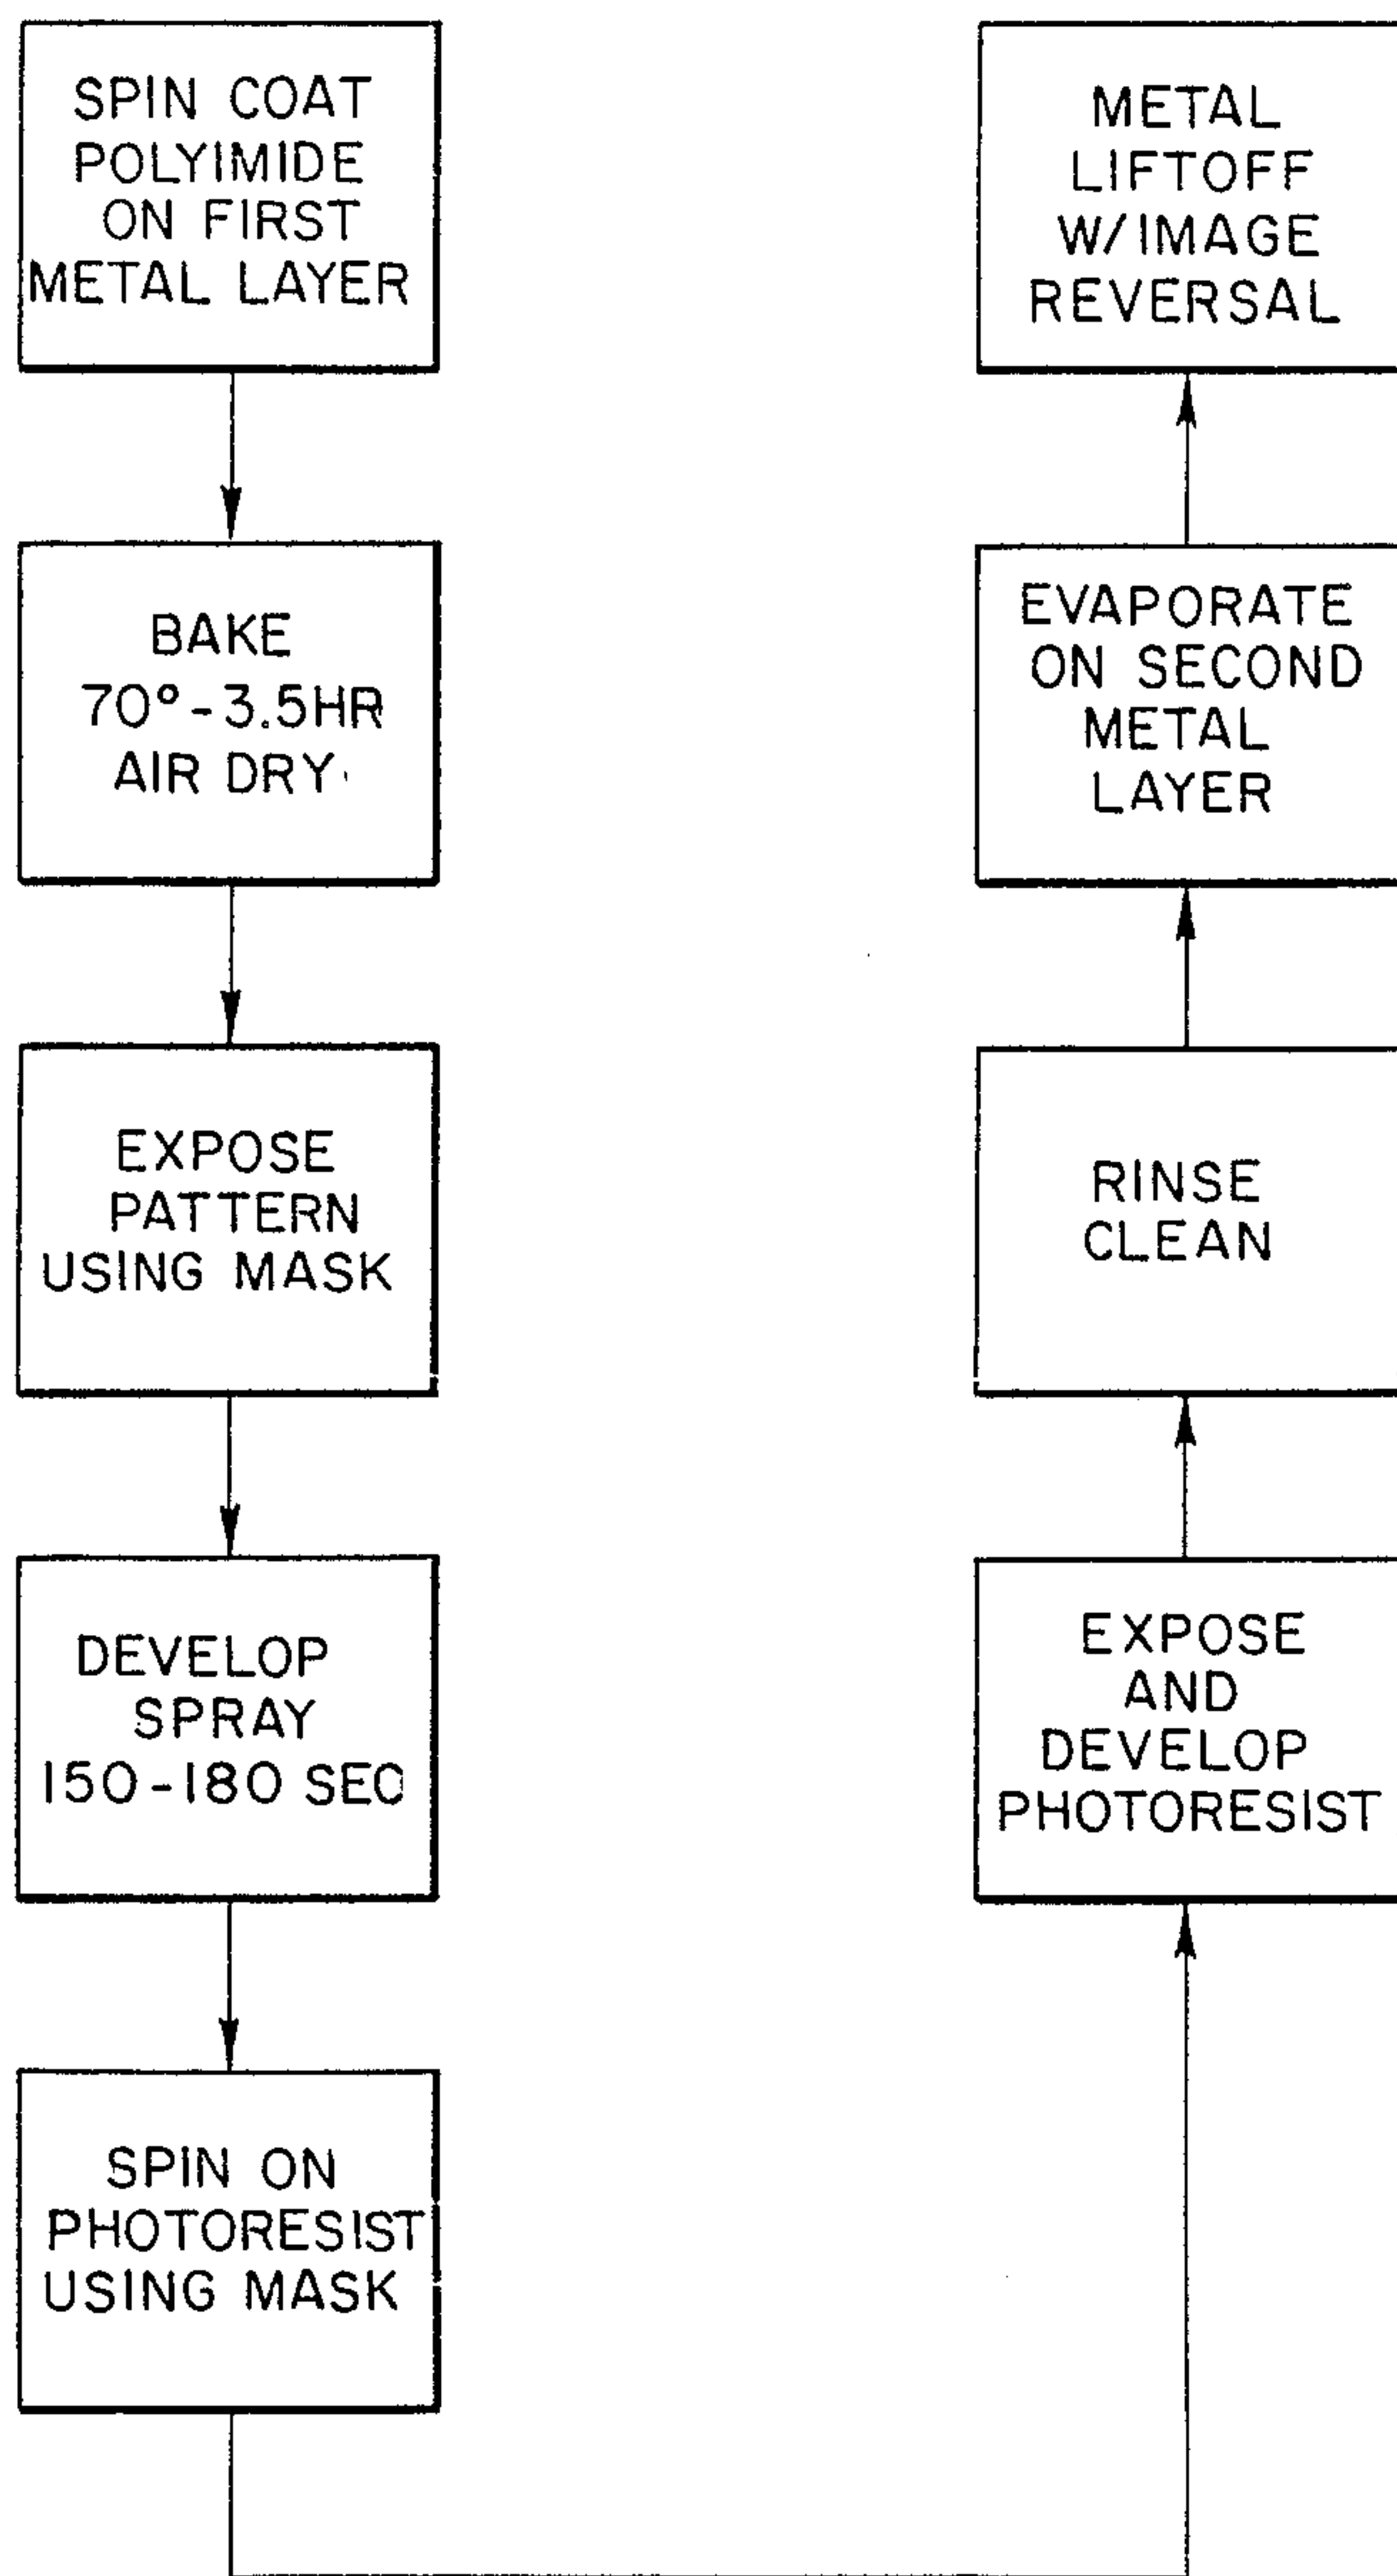 SPIN COAT
POLYIMIDE
ON FIRST
METAL LAYER
BAKE
70°-3.5HR
AIR DRY
EXPOSE
PATTERN
USING MASK
DEVELOP
SPRAY
150-180 SEC
SPIN ON
PHOTORESIST
USING MASK
EXPOSE
AND
DEVELOP
PHOTORESIST
RINSE
CLEAN
EVAPORATE
ON SECOND
METAL
LAYER
METAL
LIFTOFF
W/IMAGE
REVERSAL